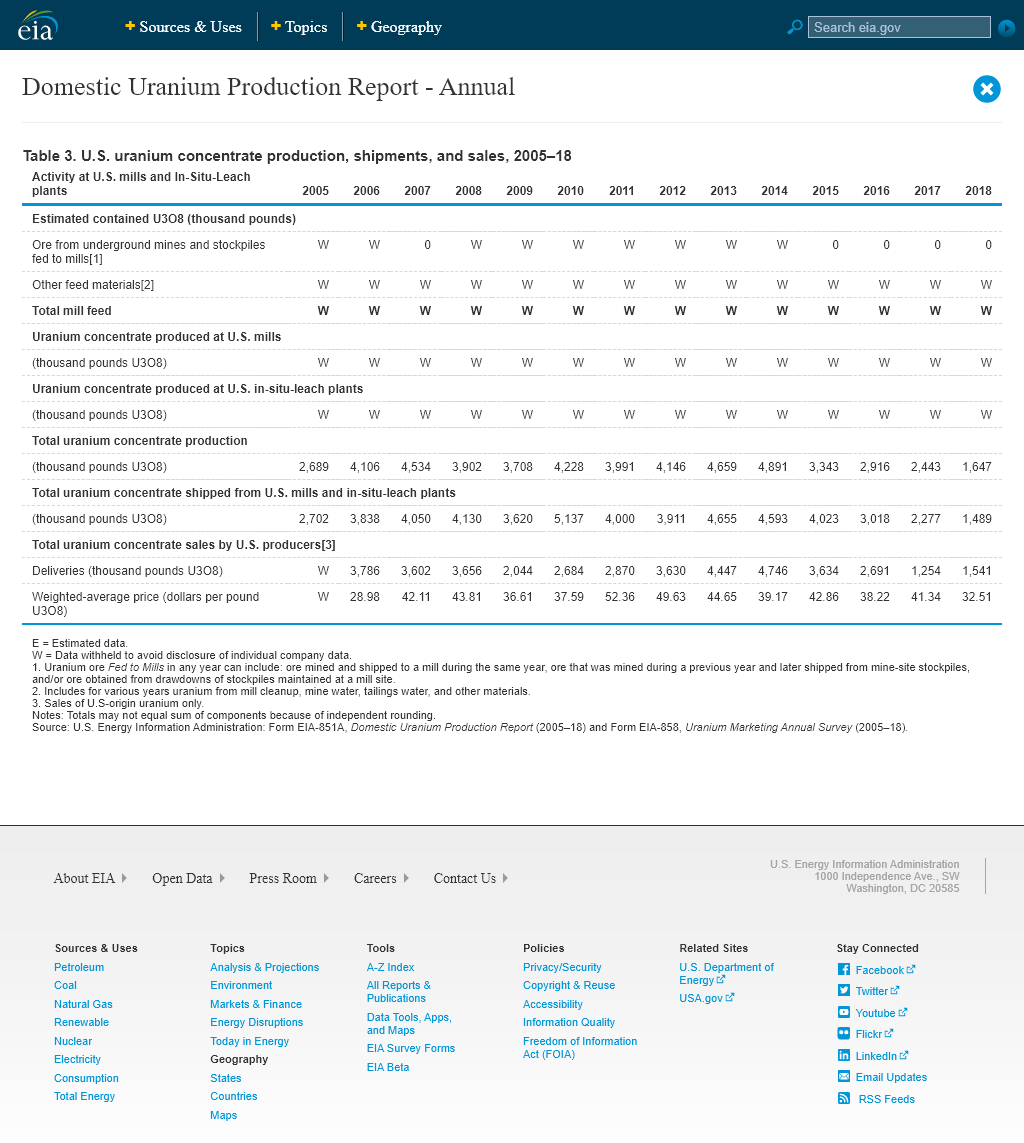 eia
Sources & Uses
Topics
Geography
Search eia.gov
Domestic Uranium Production Report - Annual
Table 3. U.S. uranium concentrate production, shipments, and sales, 2005–18
Activity at U.S. mills and In-Situ-Leach
plants 2005 2006 2007 2008 2009 2010 2011 2012 2013 2014 2015 2016 2017 2018
Estimated contained U3O8 (thousand pounds)
Ore from underground mines and stockpiles W W 0 W W W W W W W 0 0 0 0
fed to mills[1]
Other feed materials[2] W W W W W W W W W W W W W W
Total mill feed W W W W W W W W W W W W W W
Uranium concentrate produced at U.S. mills
(thousand pounds U3O8) W W W W W W W W W W W W W W
Uranium concentrate produced at U.S. in-situ-leach plants
(thousand pounds U3O8) W W W W W W W W W W W W W W
Total uranium concentrate production
(thousand pounds U3O8) 2,689 4,106 4,534 3,902 3,708 4,228 3,991 4,146 4,659 4,891 3,343 2,916 2,443 1,647
Total uranium concentrate shipped from U.S. mills and in-situ-leach plants
(thousand pounds U3O8) 2,702 3,838 4,050 4,130 3,620 5,137 4,000 3,911 4,655 4,593 4,023 3,018 2,277 1,489
Total uranium concentrate sales by U.S. producers[3]
Deliveries (thousand pounds U3O8) W 3,786 3,602 3,656 2,044 2,684 2,870 3,630 4,447 4,746 3,634 2,691 1,254 1,541
Weighted-average price (dollars per pound W 28.98 42.11 43.81 36.61 37.59 52.36 49.63 44.65 39.17 42.86 38.22 41.34 32.51
U3O8)
E = Estimated data.
W = Data withheld to avoid disclosure of individual company data.
1. Uranium ore Fed to Mills in any year can include: ore mined and shipped to a mill during the same year, ore that was mined during a previous year and later shipped from mine-site stockpiles,
and/or ore obtained from drawdowns of stockpiles maintained at a mill site.
2. Includes for various years uranium from mill cleanup, mine water, tailings water, and other materials.
3. Sales of U.S-origin uranium only.
Notes: Totals may not equal sum of components because of independent rounding.
Source: U.S. Energy Information Administration: Form EIA-851A, Domestic Uranium Production Report (2005–18) and Form EIA-858, Uranium Marketing Annual Survey (2005–18).
About EIA
Open Data
Press Room
Careers
Contact Us
U.S. Energy Information Administration
1000 Independence Ave., SW
Washington, DC 20585
Sources & Uses
Petroleum
Coal
Natural Gas
Renewable
Nuclear
Electricity
Consumption
Total Energy
Topics
Analysis & Projections
Environment
Markets & Finance
Energy Disruptions
Today in Energy
Geography
States
Countries
Maps
Tools
A-Z Index
All Reports &
Publications
Data Tools, Apps,
and Maps
EIA Survey Forms
EIA Beta
Policies
Privacy/Security
Copyright & Reuse
Accessibility
Information Quality
Freedom of Information
Act (FOIA)
Related Sites
U.S. Department of
Energy
USA.gov
Stay Connected
Facebook
Twitter
Youtube
Flickr
LinkedIn
Email Updates
RSS Feeds